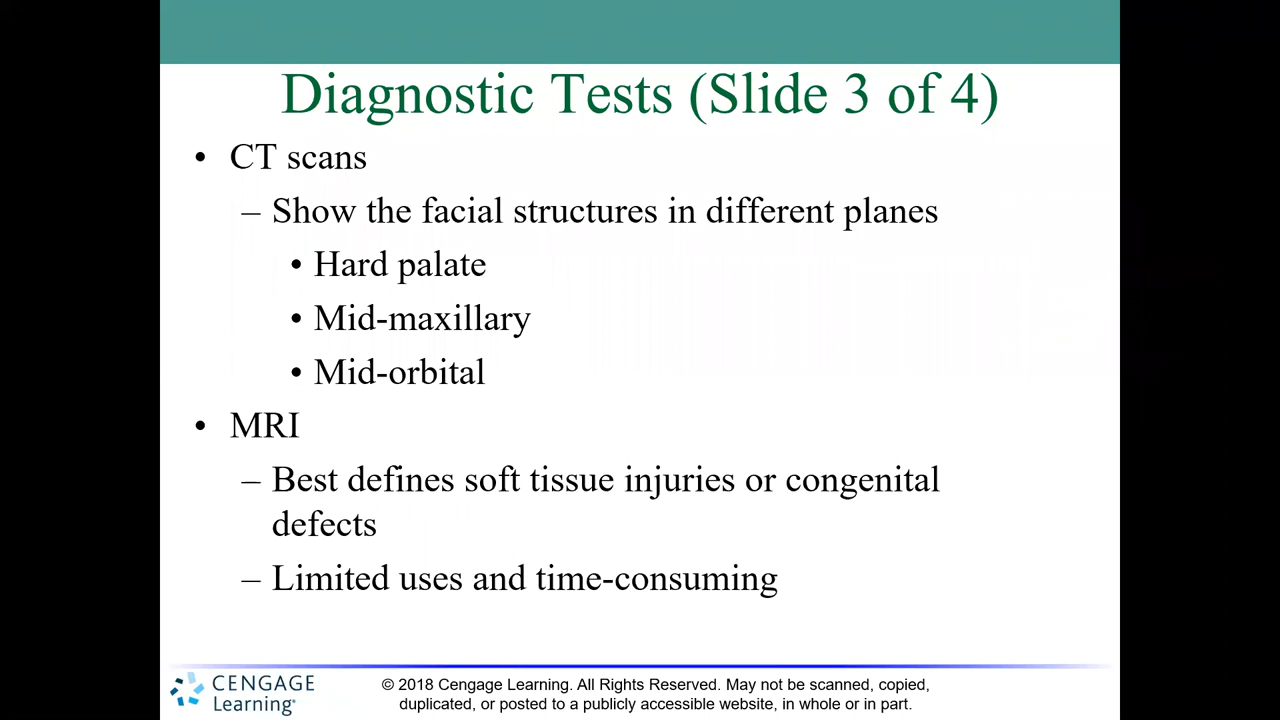 Diagnostic Tests (Slide 3 of 4)
• CT scans
– Show the facial structures in different planes
• Hard palate
• Mid-maxillary
• Mid-orbital
• MRI
– Best defines soft tissue injuries or congenital
defects
– Limited uses and time-consuming
CENGAGE
Learning®
© 2018 Cengage Learning. All Rights Reserved. May not be scanned, copied,
duplicated, or posted to a publicly accessible website, in whole or in part.